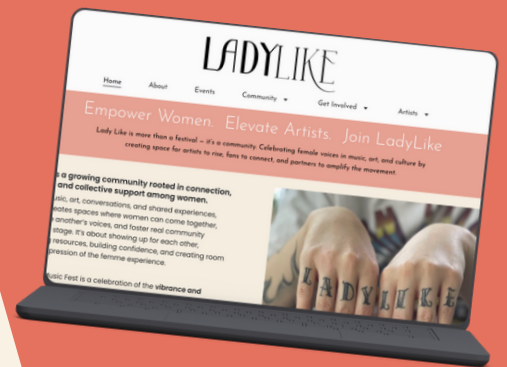 LADYLIKE
Home About Events Community Get Involved Artists
Empower Women. Elevate Artists. Join LadyLike
Lady Like is more than a festival – it's a community. Celebrating female voices in music, art, and culture by
creating space for artists to rise, fans to connect, and partners to amplify the movement.
a growing community rooted in connection,
and collective support among women.
usic, art, conversations, and shared experiences,
eates spaces where women can come together,
another's voices, and foster real community
stage. It's about showing up for each other,
resources, building confidence, and creating room
pression of the femme experience.
usic Fest is a celebration of the vibrant and
LADYLIKE